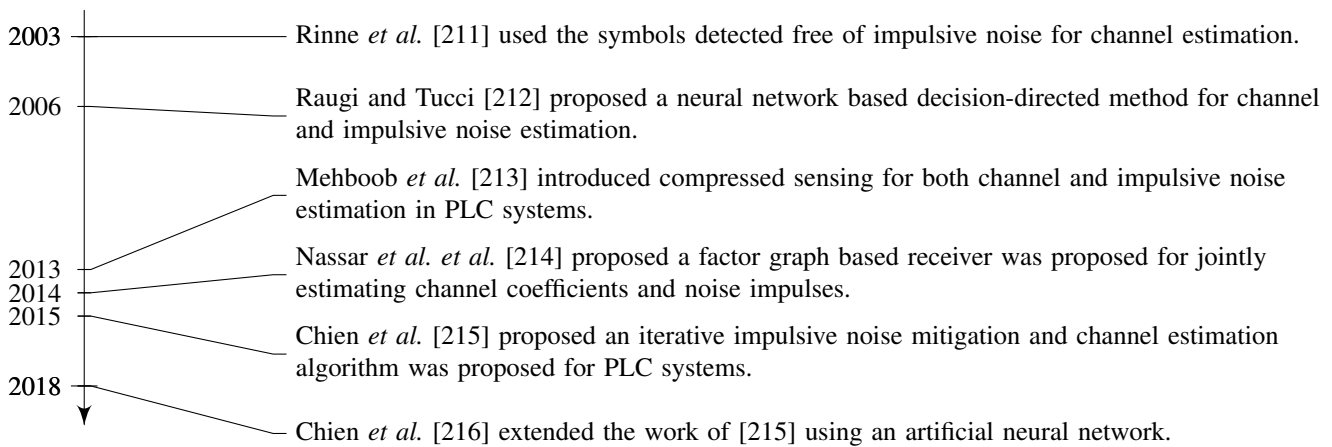 2003 Rinne et al. [211] used the symbols detected free of impulsive noise for channel estimation.
2006 Raugi and Tucci [212] proposed a neural network based decision-directed method for channel
and impulsive noise estimation.
2013 Mehboob et al. [213] introduced compressed sensing for both channel and impulsive noise
estimation in PLC systems.
2014 Nassar et al. et al. [214] proposed a factor graph based receiver was proposed for jointly
estimating channel coefficients and noise impulses.
2015 Chien et al. [215] proposed an iterative impulsive noise mitigation and channel estimation
algorithm was proposed for PLC systems.
2018 Chien et al. [216] extended the work of [215] using an artificial neural network.